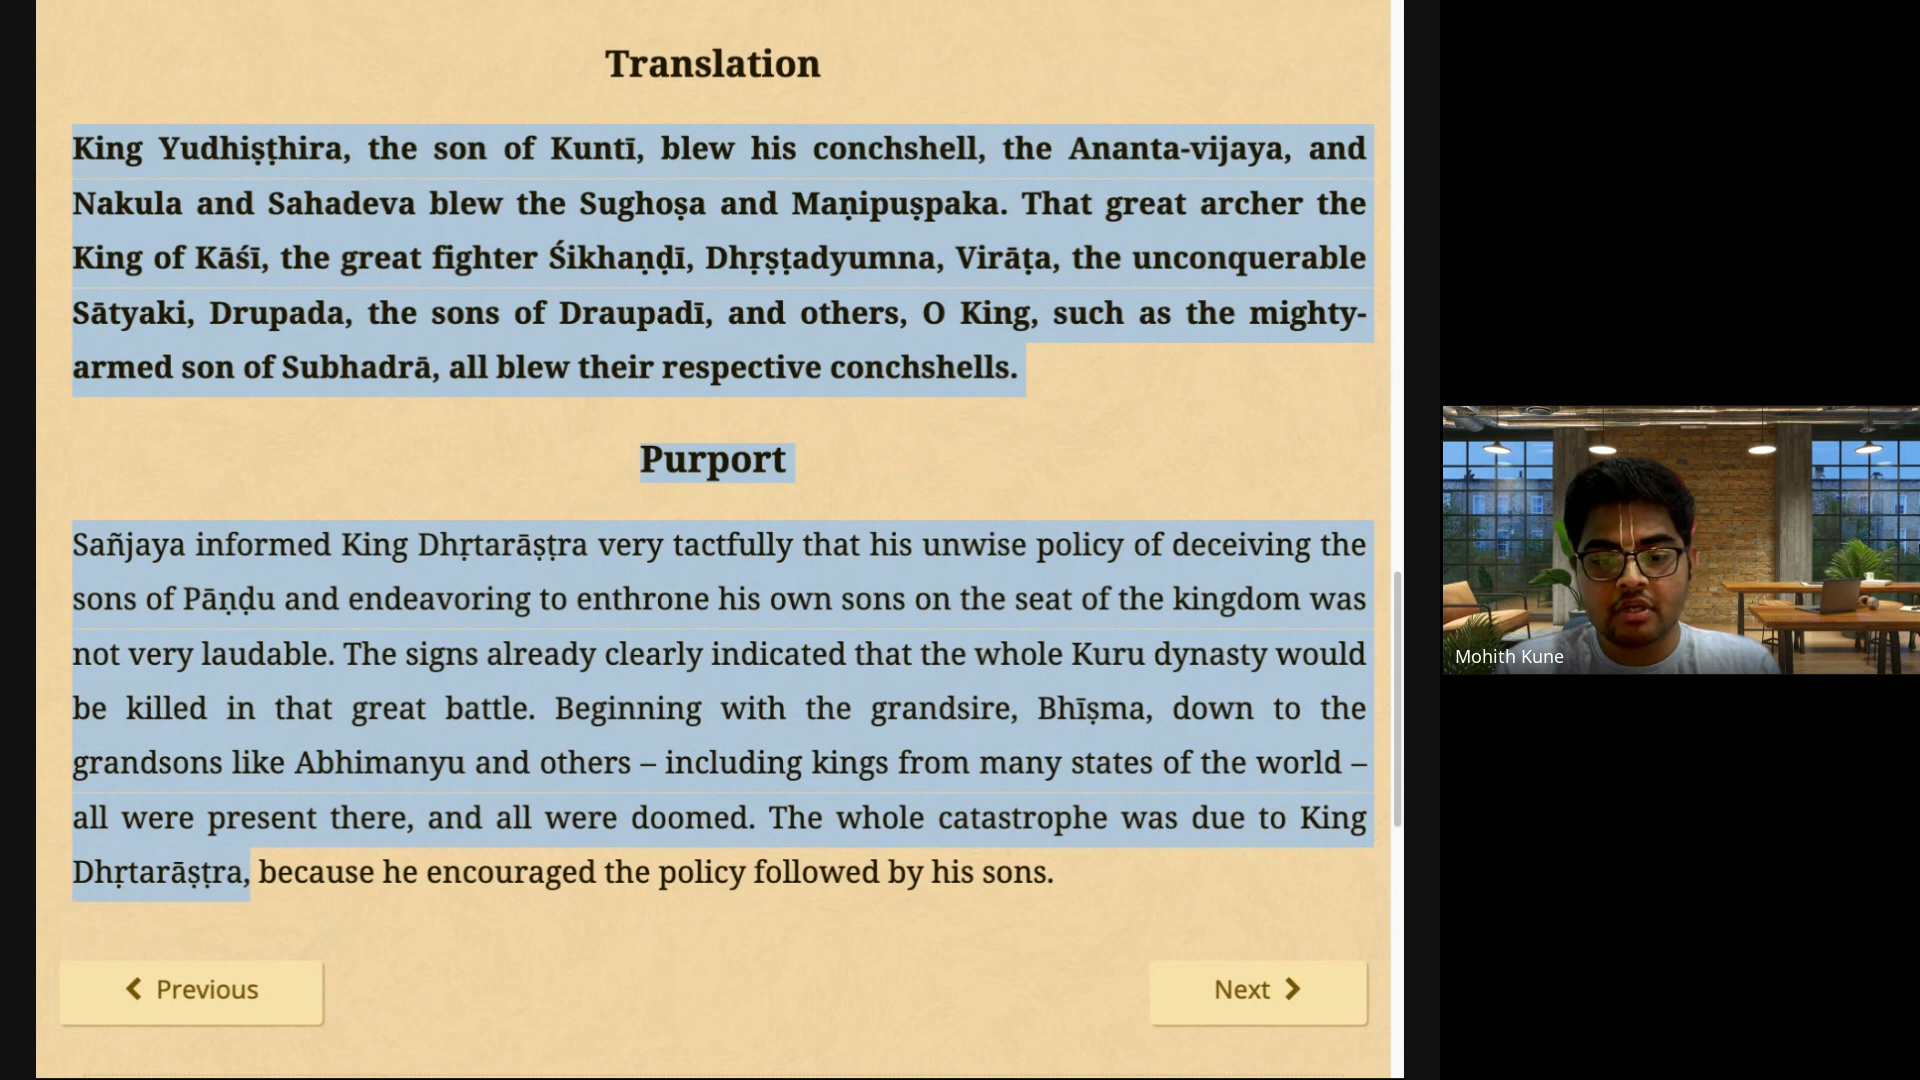 Translation
King Yudhiṣṭhira, the son of Kuntī, blew his conchshell, the Ananta-vijaya, and
Nakula and Sahadeva blew the Sughoṣa and Maṇipuṣpaka. That great archer the
King of Kāśī, the great fighter Śikhaṇḍī, Dhṛṣṭadyumna, Virāṭa, the unconquerable
Sātyaki, Drupada, the sons of Draupadī, and others, O King, such as the mighty-
armed son of Subhadrā, all blew their respective conchshells.
Purport
Sañjaya informed King Dhṛtarāṣṭra very tactfully that his unwise policy of deceiving the
sons of Pāṇḍu and endeavoring to enthrone his own sons on the seat of the kingdom was
not very laudable. The signs already clearly indicated that the whole Kuru dynasty would
be killed in that great battle. Beginning with the grandsire, Bhīṣma, down to the
grandsons like Abhimanyu and others – including kings from many states of the world –
all were present there, and all were doomed. The whole catastrophe was due to King
Dhṛtarāṣṭra, because he encouraged the policy followed by his sons.
Previous
Next
Mohith Kune